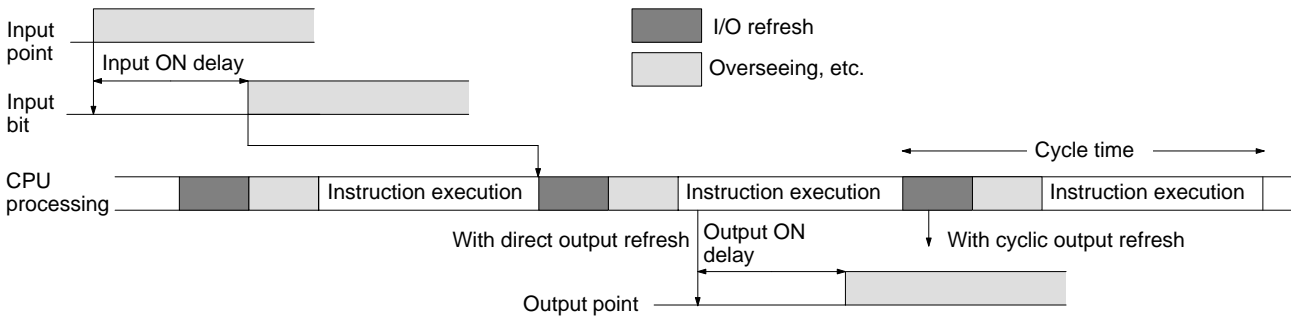 Input
point
I/O refresh
Input ON delay
Overseeing, etc.
Input
bit
Cycle time
CPU
processing
Instruction execution
Instruction execution
Instruction execution
With direct output refresh
Output ON
delay
With cyclic output refresh
Output point